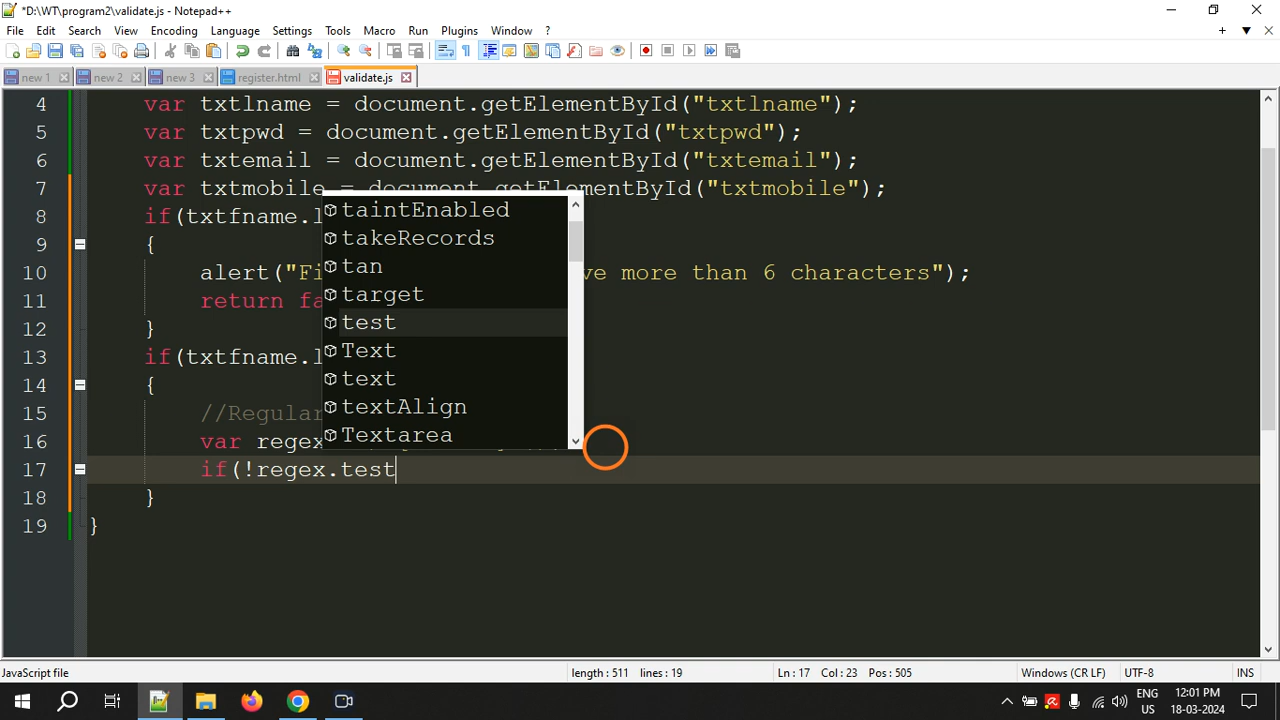 *D:\WT\program2\validate.js - Notepad++
File Edit Search View Encoding Language Settings Tools Macro Run Plugins Window ?
new 1 new 2 new 3 register.html validate.js
4 var txtlname = document.getElementById("txtlname");
5 var txtpwd = document.getElementById("txtpwd");
6 var txtemail = document.getElementById("txtemail");
7 var txtmobile = document.getElementById("txtmobile");
8 if(txtfname.l
taintEnabled
9 {
takeRecords
10 alert("Fi
tan
ve more than 6 characters");
11 return fa
target
12 }
test
13 if(txtfname.l
Text
14 {
text
15 //Regular
textArea
16 var regex
Textarea
17 if(!regex.test
18 }
19 }
JavaScript file length : 511 lines : 19 Ln : 17 Col : 23 Pos : 505 Windows (CR LF) UTF-8 INS
ENG US 12:01 PM 18-03-2024